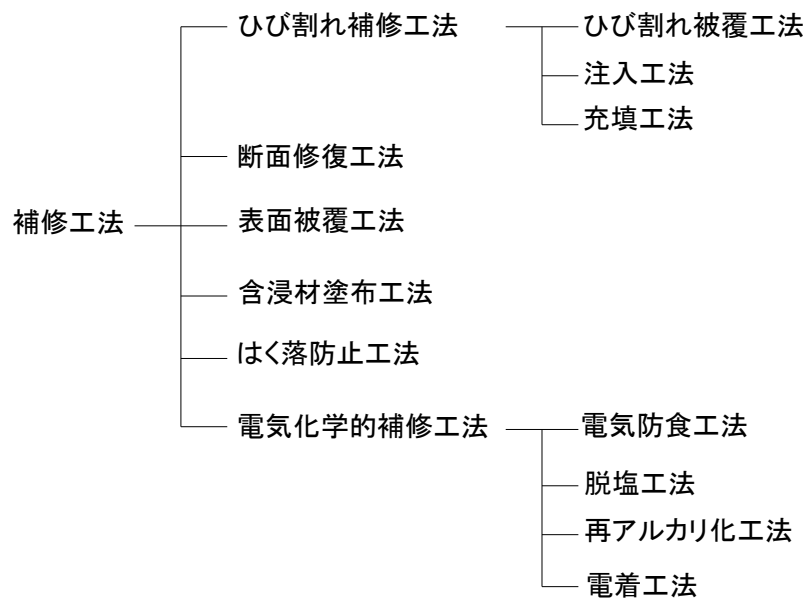 ひび割れ補修工法
ひび割れ被覆工法
注入工法
充填工法
断面修復工法
補修工法
表面被覆工法
含浸材塗布工法
はく落防止工法
電気化学的補修工法
電気防食工法
脱塩工法
再アルカリ化工法
電着工法